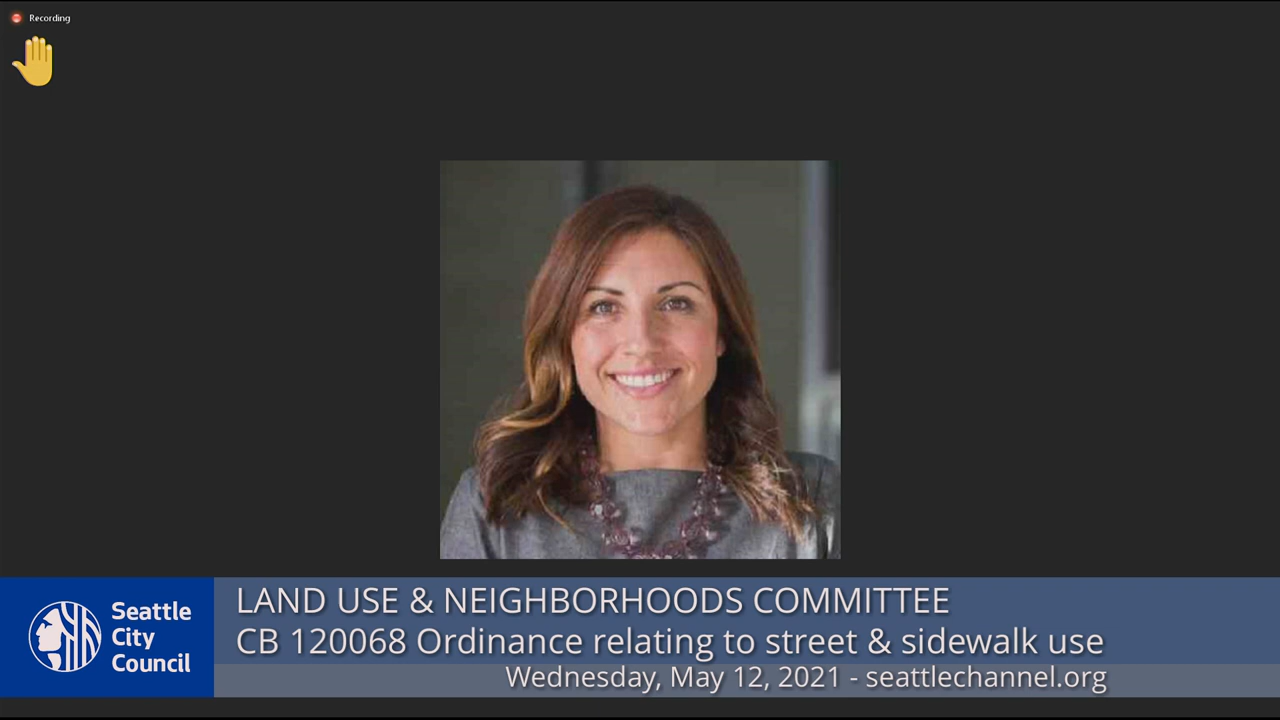 Recording
LAND USE & NEIGHBORHOODS COMMITTEE
Seattle
City
Council
CB 120068 Ordinance relating to street & sidewalk use
Wednesday, May 12, 2021 - seattlechannel.org